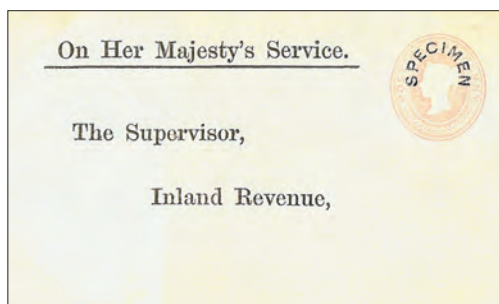 On Her Majesty's Service.
SPECIMEN
The Supervisor,
Inland Revenue,